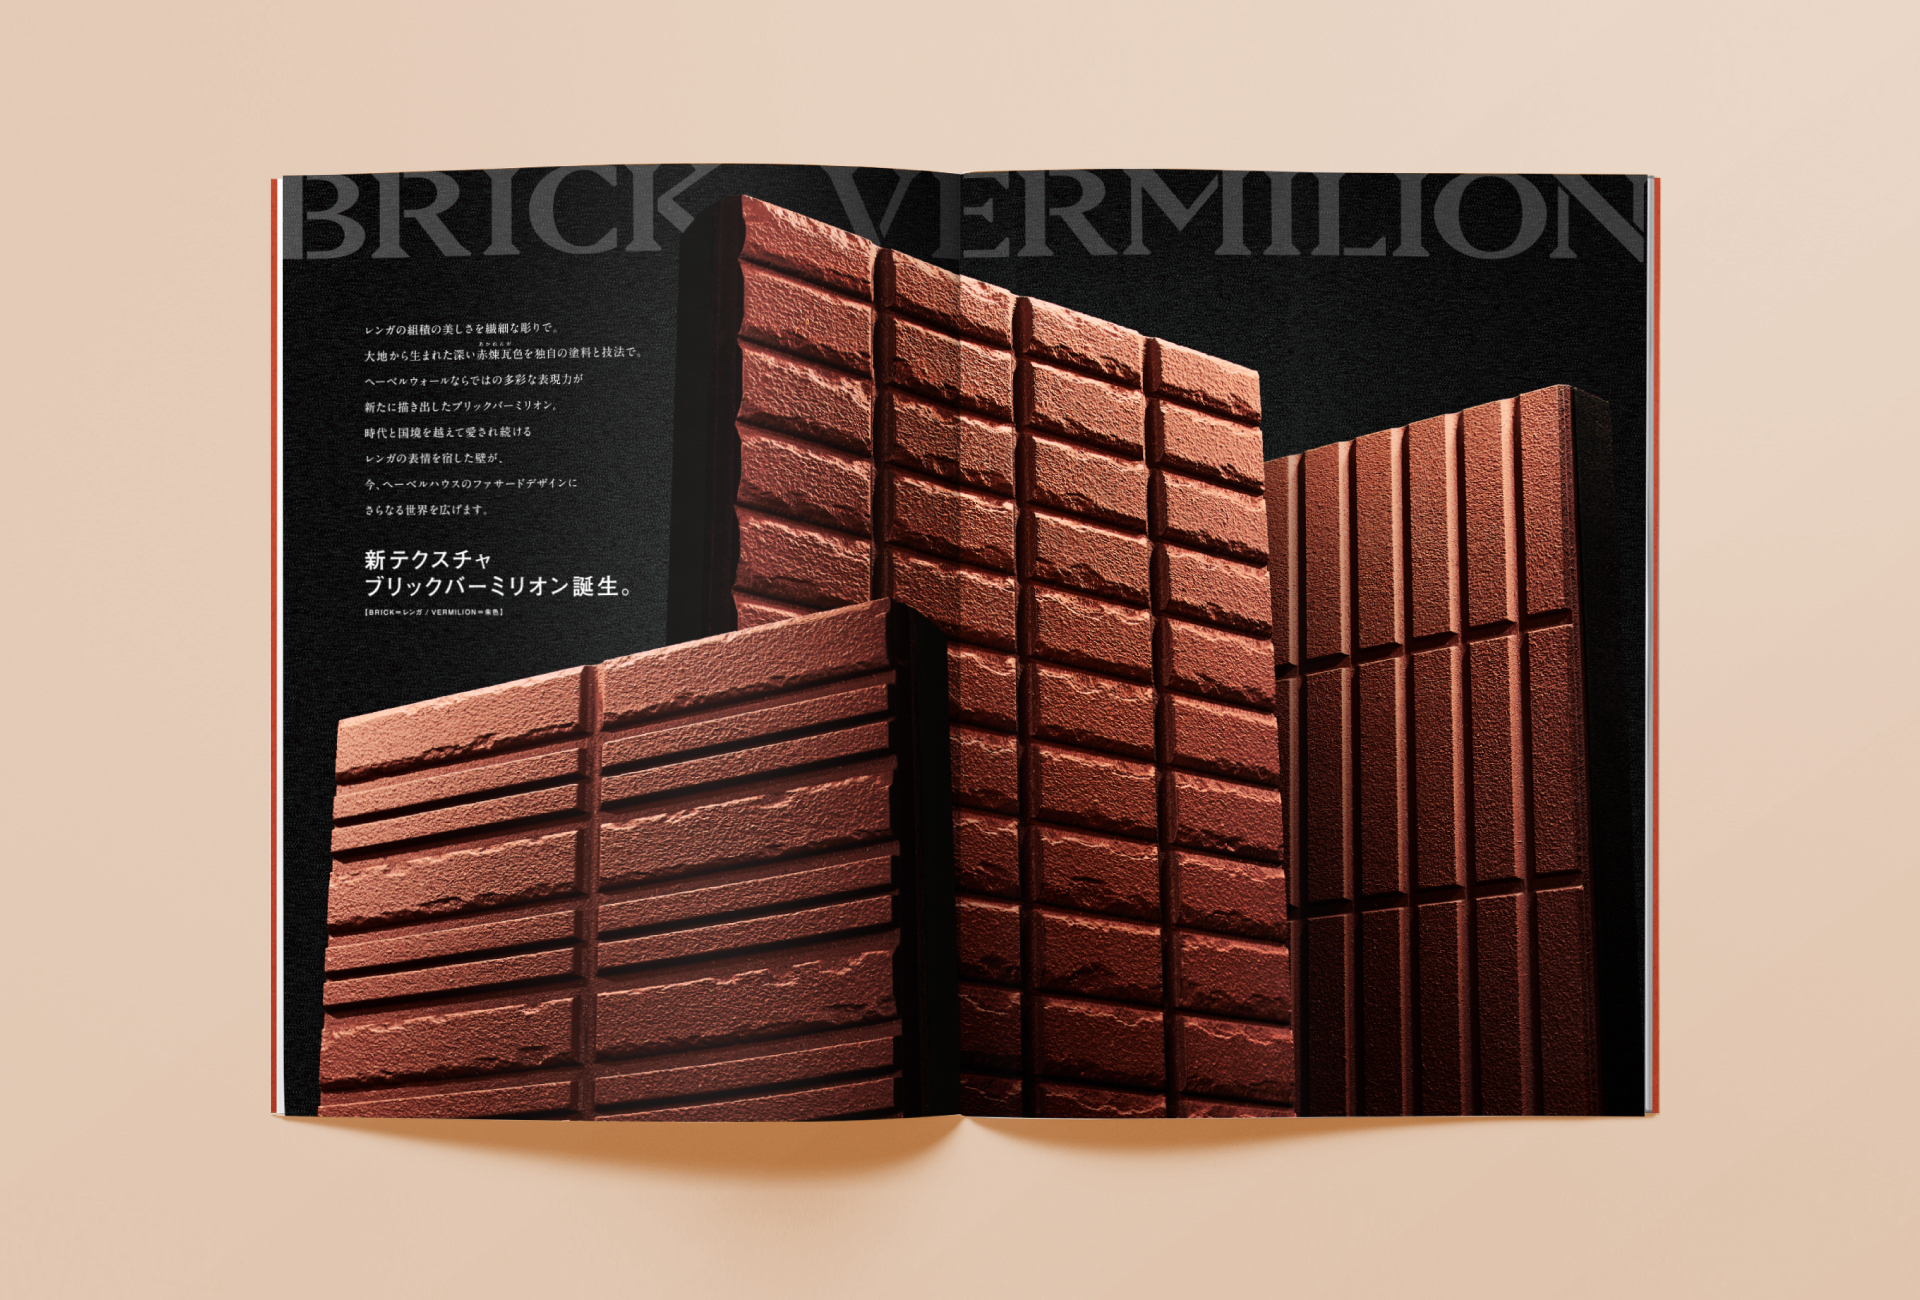 BRICK VERMILION
レンガの組積の美しさを繊細な彫りで。
あかれんが
大地から生まれた深い赤煉瓦色を独自の塗料と技法で。
ヘーベルウォールならではの多彩な表現力が
新たに描き出したブリックバーミリオン。
時代と国境を越えて愛され続ける
レンガの表情を宿した壁が、
今、ヘーベルハウスのファサードデザインに
さらなる世界を広げます。
新テクスチャ
ブリックバーミリオン誕生。
[BRICK=レンガ / VERMILION=朱色]